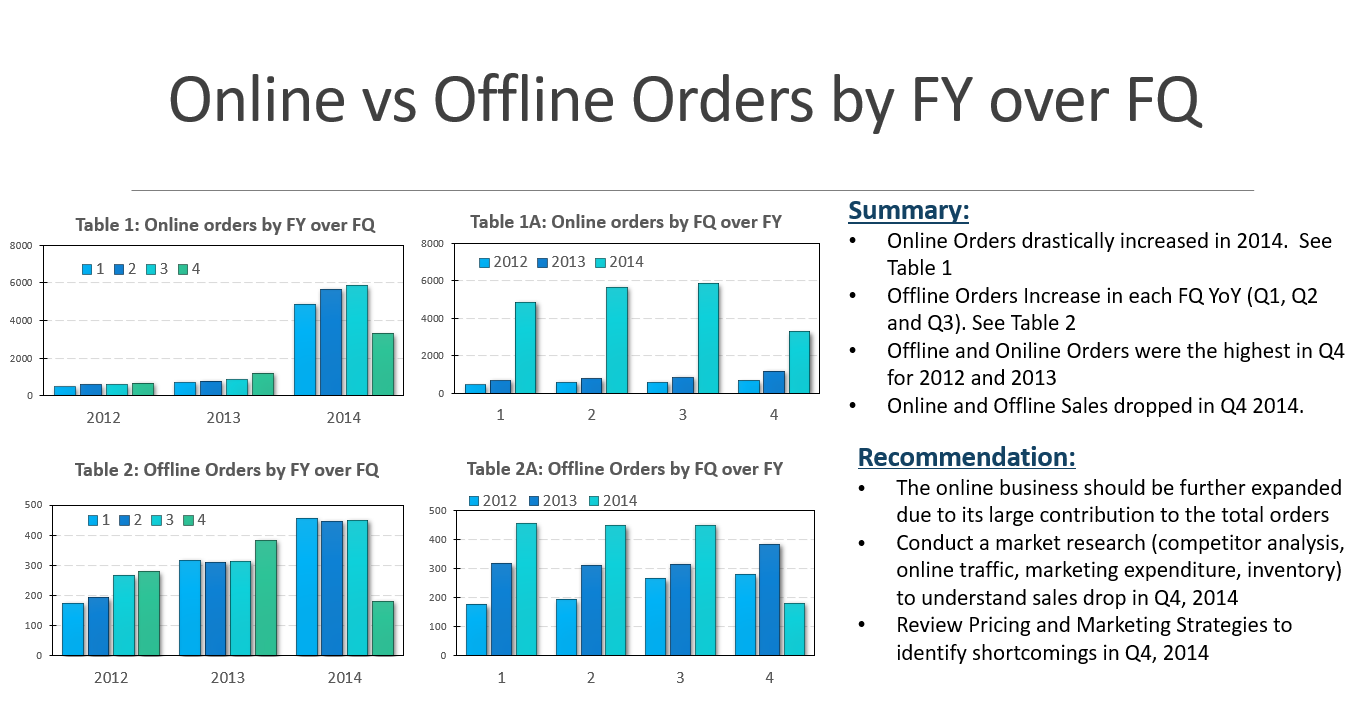 Online vs Offline Orders by FY over FQ
Table 1: Online orders by FY over FQ
8000
6000
4000
2000
0
1 2 3 4
2012 2013 2014
Table 1A: Online orders by FQ over FY
8000
6000
4000
2000
0
2012 2013 2014
1 2 3 4
Table 2: Offline Orders by FY over FQ
500
400
300
200
100
0
1 2 3 4
2012 2013 2014
Table 2A: Offline Orders by FQ over FY
2012 2013 2014
500
400
300
200
100
0
1 2 3 4
Summary:
• Online Orders drastically increased in 2014.  See
Table 1
• Offline Orders Increase in each FQ YoY (Q1, Q2
and Q3). See Table 2
• Offline and Oniline Orders were the highest in Q4
for 2012 and 2013
• Online and Offline Sales dropped in Q4 2014.
Recommendation:
• The online business should be further expanded
due to its large contribution to the total orders
• Conduct a market research (competitor analysis,
online traffic, marketing expenditure, inventory)
to understand sales drop in Q4, 2014
• Review Pricing and Marketing Strategies to
identify shortcomings in Q4, 2014